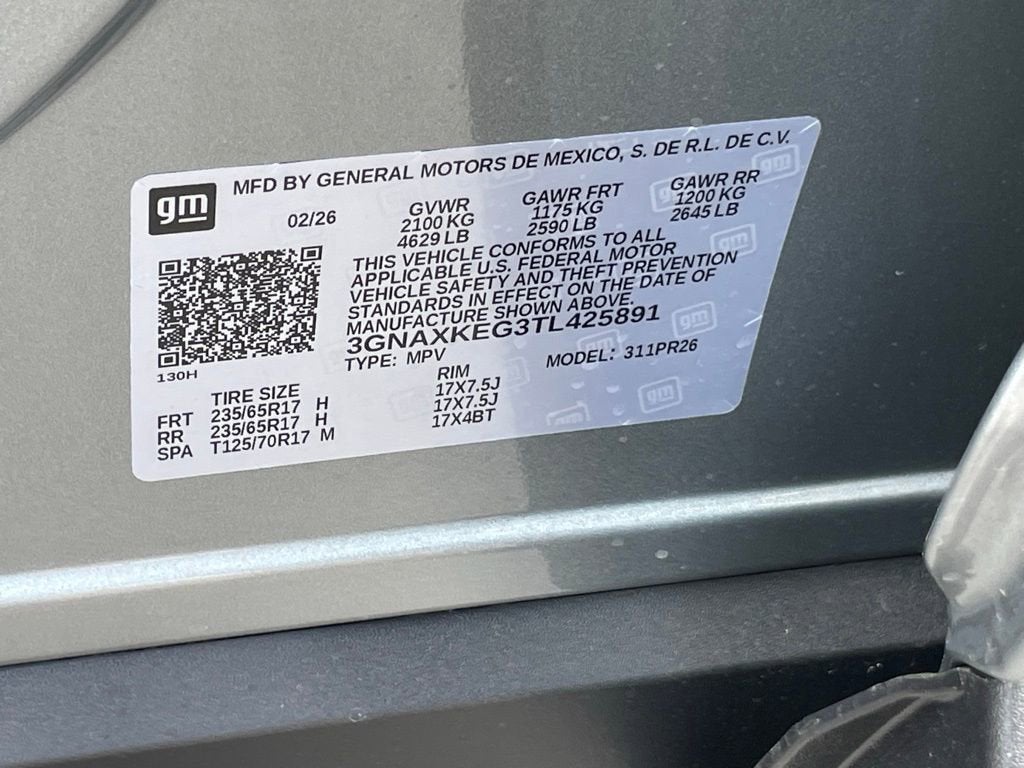 gm
MFD BY GENERAL MOTORS DE MEXICO, S. DE R.L. DE C.V.
02/26
GVWR GAWR FRT GAWR RR
2100 KG 1175 KG 1200 KG
4629 LB 2590 LB 2645 LB
THIS VEHICLE CONFORMS TO ALL
APPLICABLE U.S. FEDERAL MOTOR
VEHICLE SAFETY AND THEFT PREVENTION
STANDARDS IN EFFECT ON THE DATE OF
MANUFACTURE SHOWN ABOVE.
3GNAXKEG3TL425891
TYPE: MPV MODEL: 311PR26
130H
TIRE SIZE RIM
FRT 235/65R17 H 17X7.5J
RR 235/65R17 H 17X7.5J
SPA T125/70R17 M 17X4BT